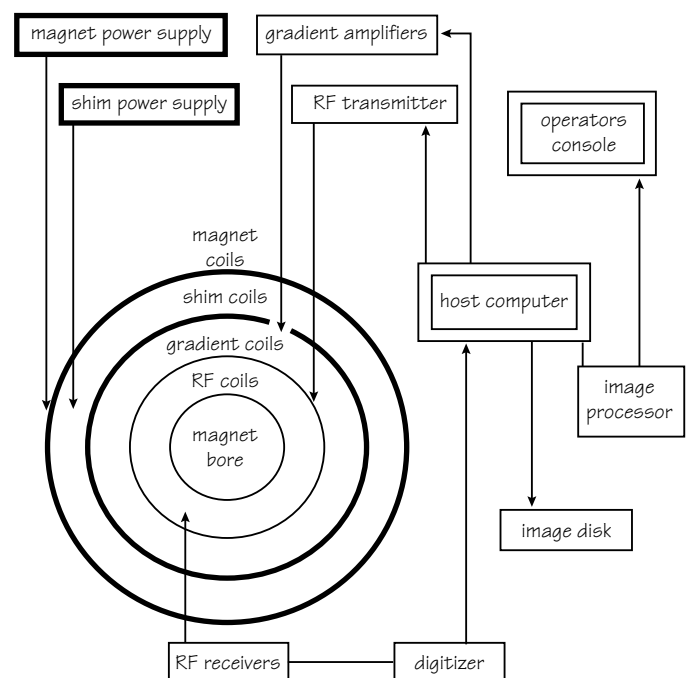 magnet power supply
gradient amplifiers
shim power supply
RF transmitter
operators
console
magnet
coils
shim coils
host computer
gradient coils
RF coils
image
processor
magnet
bore
image disk
RF receivers
digitizer